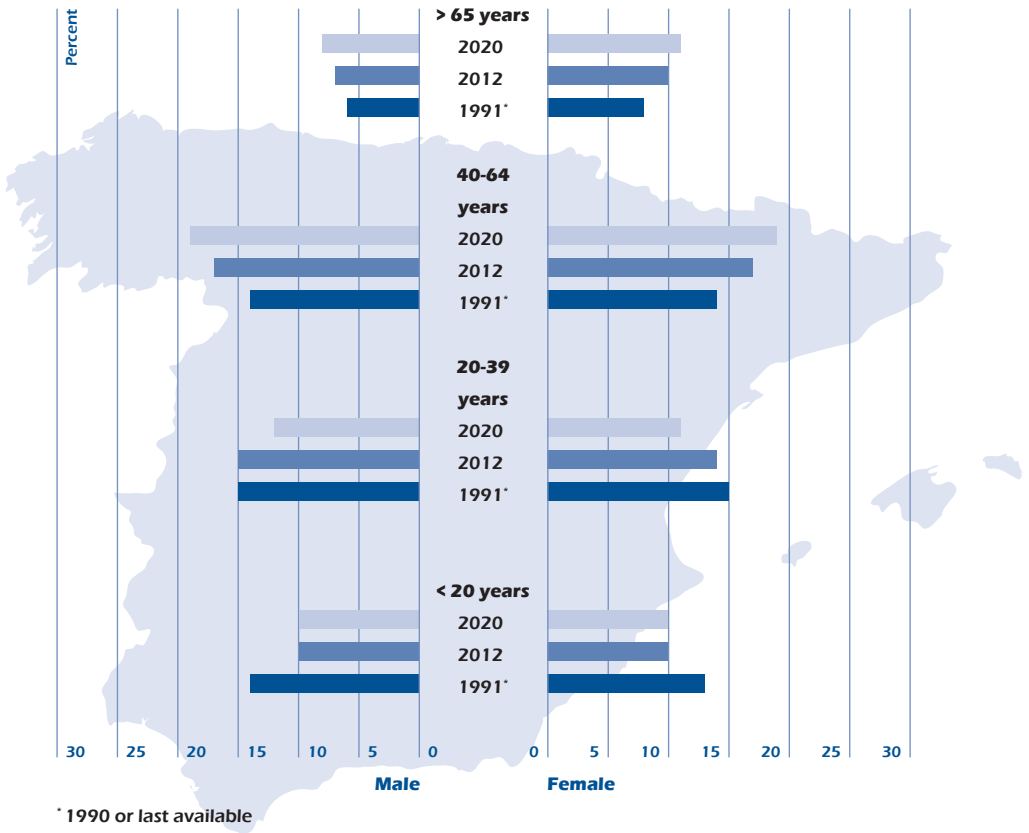 Percent
> 65 years
2020
2012
1991*
40-64
years
2020
2012
1991*
20-39
years
2020
2012
1991*
< 20 years
2020
2012
1991*
30 25 20 15 10 5 0 0 5 10 15 20 25 30
Male Female
* 1990 or last available